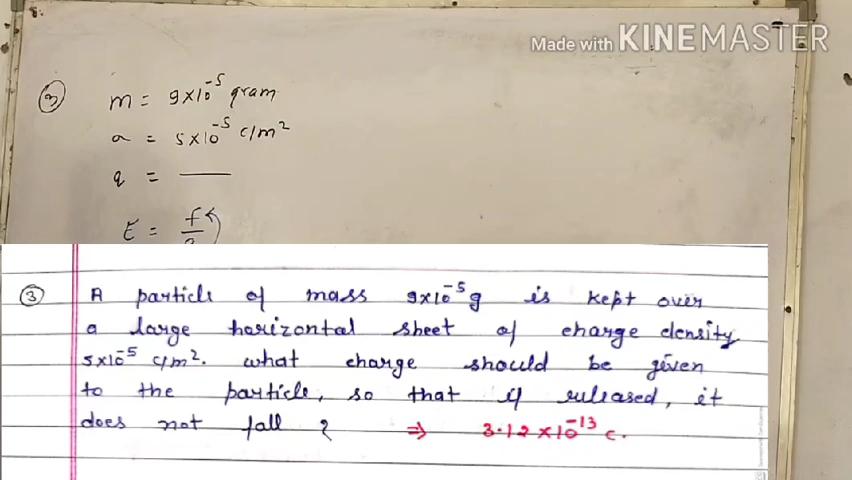 Made with KINEMASTER
③ m = 9×10⁻⁵ gram
σ = 5×10⁻⁵ c/m²
q = —
E = f/q
③ A particle of mass 9×10⁻⁵g is kept over
a large horizontal sheet of charge density
5×10⁻⁵ c/m². what charge should be given
to the particle, so that if released, it
does not fall ? ⇒ 3.12×10⁻¹³ c.